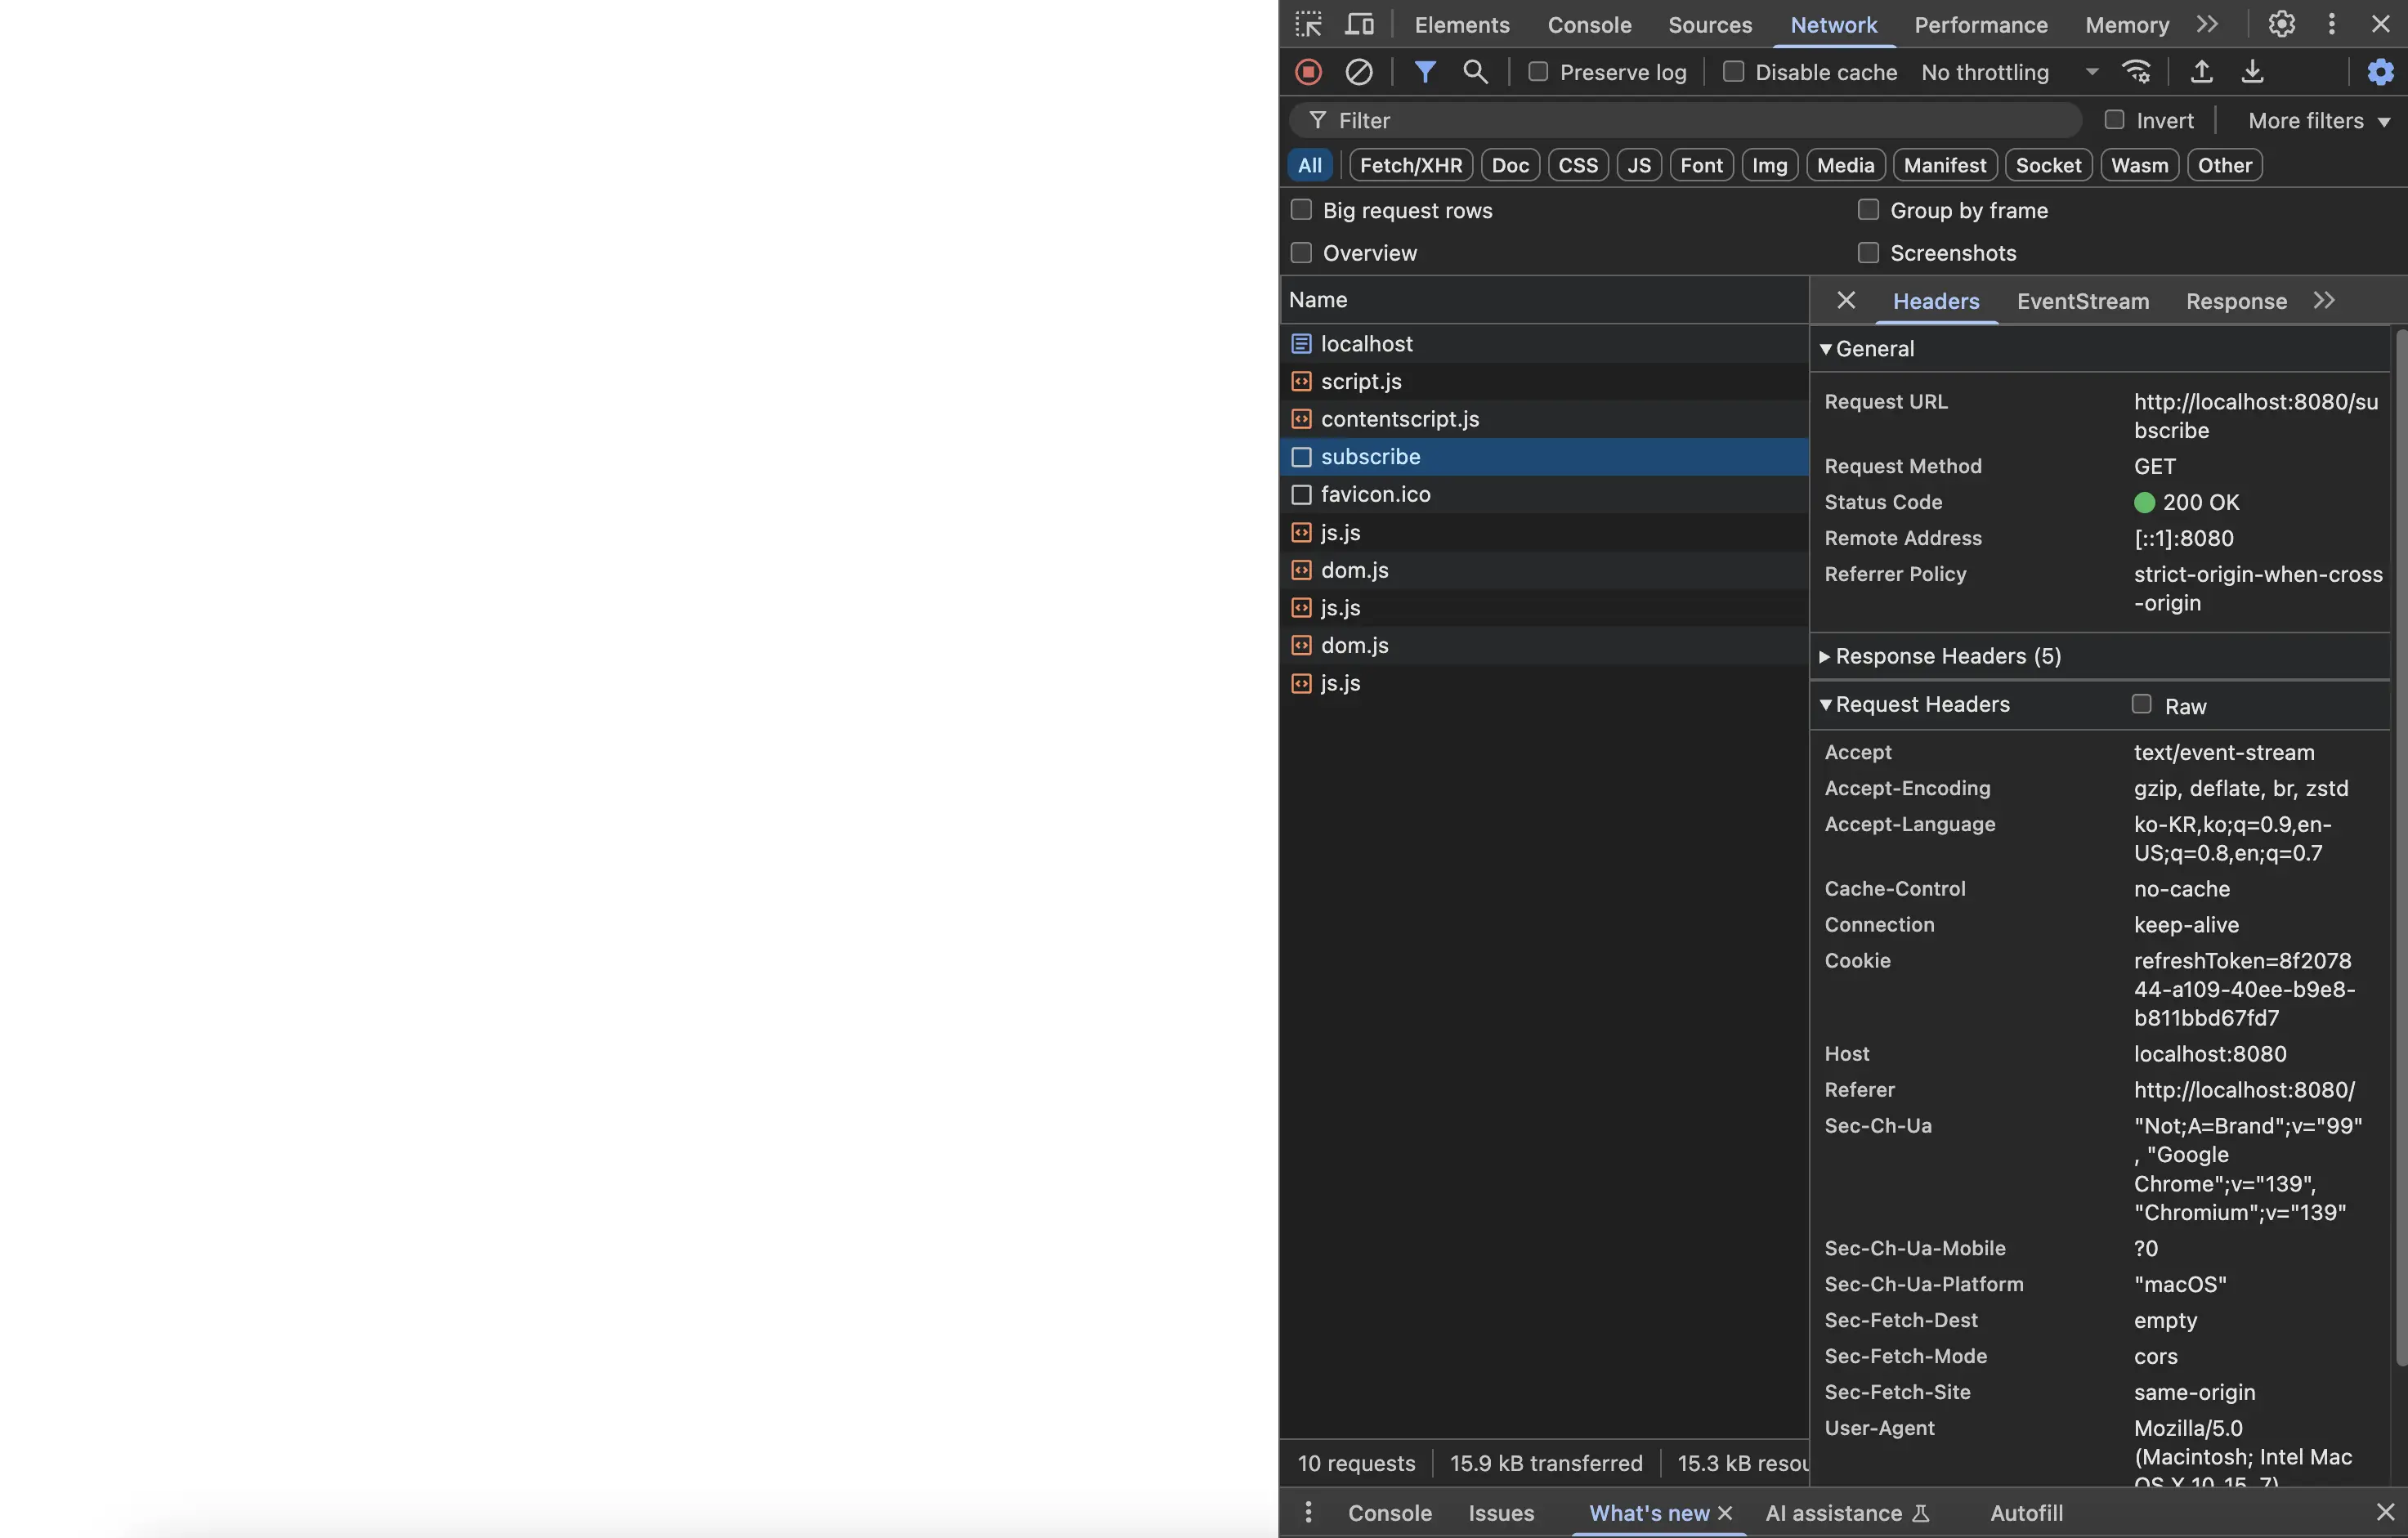 Elements Console Sources Network Performance Memory
Preserve log Disable cache No throttling
Filter Invert More filters
All Fetch/XHR Doc CSS JS Font Img Media Manifest Socket Wasm Other
Big request rows Group by frame
Overview Screenshots
Name
localhost
script.js
contentscript.js
subscribe
favicon.ico
js.js
dom.js
js.js
dom.js
js.js
10 requests 15.9 kB transferred 15.3 kB resou
Headers EventStream Response
General
Request URL http://localhost:8080/su
bscribe
Request Method GET
Status Code 200 OK
Remote Address [::1]:8080
Referrer Policy strict-origin-when-cross
-origin
Response Headers (5)
Request Headers Raw
Accept text/event-stream
Accept-Encoding gzip, deflate, br, zstd
Accept-Language ko-KR,ko;q=0.9,en-
US;q=0.8,en;q=0.7
Cache-Control no-cache
Connection keep-alive
Cookie refreshToken=8f2078
44-a109-40ee-b9e8-
b811bbd67fd7
Host localhost:8080
Referer http://localhost:8080/
Sec-Ch-Ua "Not;A=Brand";v="99"
, "Google
Chrome";v="139",
"Chromium";v="139"
Sec-Ch-Ua-Mobile ?0
Sec-Ch-Ua-Platform "macOS"
Sec-Fetch-Dest empty
Sec-Fetch-Mode cors
Sec-Fetch-Site same-origin
User-Agent Mozilla/5.0
(Macintosh; Intel Mac
OS X 10_15_7)
Console Issues What's new AI assistance Autofill